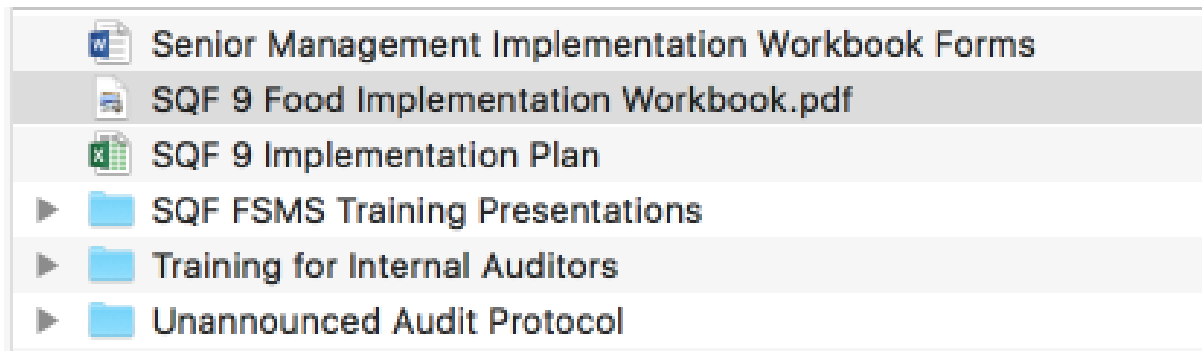 Senior Management Implementation Workbook Forms
SQF 9 Food Implementation Workbook.pdf
SQF 9 Implementation Plan
SQF FSMS Training Presentations
Training for Internal Auditors
Unannounced Audit Protocol